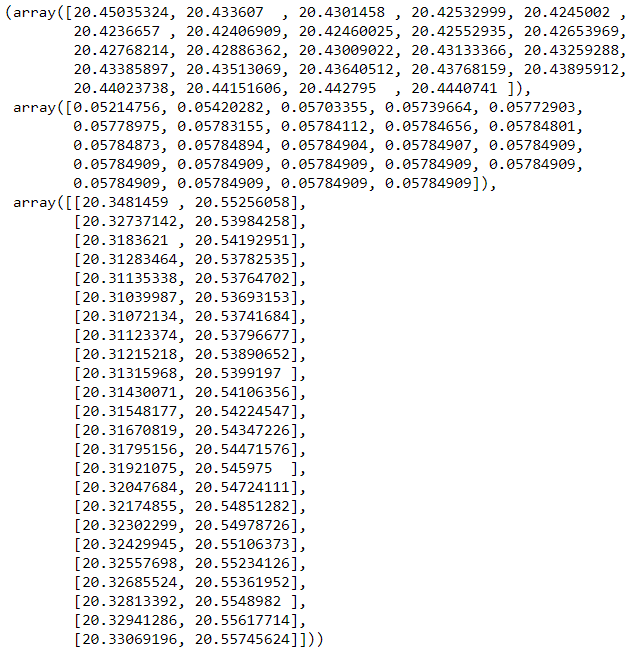 (array([20.45035324, 20.433607  , 20.4301458 , 20.42532999, 20.4245002 ,
        20.4236657 , 20.42406909, 20.42460025, 20.42552935, 20.42653969,
        20.42768214, 20.42886362, 20.43009022, 20.43133366, 20.43259288,
        20.43385897, 20.43513069, 20.43640512, 20.43768159, 20.43895912,
        20.44023738, 20.44151606, 20.442795  , 20.4440741 ]),
 array([0.05214756, 0.05420282, 0.05703355, 0.05739664, 0.05772903,
        0.05778975, 0.05783155, 0.05784112, 0.05784656, 0.05784801,
        0.05784873, 0.05784894, 0.05784904, 0.05784907, 0.05784909,
        0.05784909, 0.05784909, 0.05784909, 0.05784909, 0.05784909,
        0.05784909, 0.05784909, 0.05784909, 0.05784909]),
 array([[20.3481459 , 20.55256058],
        [20.32737142, 20.53984258],
        [20.3183621 , 20.54192951],
        [20.31283464, 20.53782535],
        [20.31135338, 20.53764702],
        [20.31039987, 20.53693153],
        [20.31072134, 20.53741684],
        [20.31123374, 20.53796677],
        [20.31215218, 20.53890652],
        [20.31315968, 20.5399197 ],
        [20.31430071, 20.54106356],
        [20.31548177, 20.54224547],
        [20.31670819, 20.54347226],
        [20.31795156, 20.54471576],
        [20.31921075, 20.545975  ],
        [20.32047684, 20.54724111],
        [20.32174855, 20.54851282],
        [20.32302299, 20.54978726],
        [20.32429945, 20.55106373],
        [20.32557698, 20.55234126],
        [20.32685524, 20.55361952],
        [20.32813392, 20.5548982 ],
        [20.32941286, 20.55617714],
        [20.33069196, 20.55745624]]))